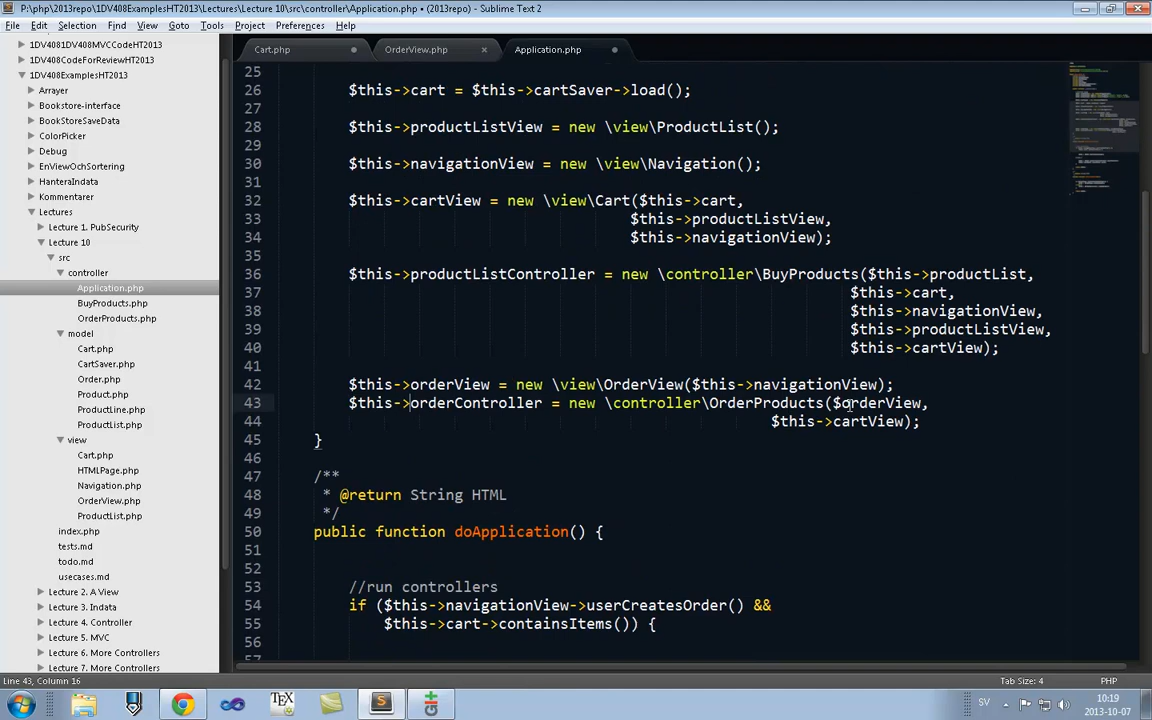 P:\php\2013repo\1DV408ExamplesHT2013\Lectures\Lecture 10\src\controller\Application.php • (2013repo) - Sublime Text 2
File Edit Selection Find View Goto Tools Project Preferences Help
1DV4081DV408MVCCodeHT2013
1DV408CodeForReviewHT2013
1DV408ExamplesHT2013
Arrayer
Bookstore-interface
BookStoreSaveData
ColorPicker
Debug
EnViewOchSortering
HanteraIndata
Kommentarer
Lectures
Lecture 1. PubSecurity
Lecture 10
src
controller
Application.php
BuyProducts.php
OrderProducts.php
model
Cart.php
CartSaver.php
Order.php
Product.php
ProductLine.php
ProductList.php
view
Cart.php
HTMLPage.php
Navigation.php
OrderView.php
ProductList.php
index.php
tests.md
todo.md
usecases.md
Lecture 2. A View
Lecture 3. Indata
Lecture 4. Controller
Lecture 5. MVC
Lecture 6. More Controllers
Lecture 7. More Controllers
Cart.php OrderView.php Application.php
25
26 $this->cart = $this->cartSaver->load();
27
28 $this->productListView = new \view\ProductList();
29
30 $this->navigationView = new \view\Navigation();
31
32 $this->cartView = new \view\Cart($this->cart,
33 $this->productListView,
34 $this->navigationView);
35
36 $this->productListController = new \controller\BuyProducts($this->productList,
37 $this->cart,
38 $this->navigationView,
39 $this->productListView,
40 $this->cartView);
41
42 $this->orderView = new \view\OrderView($this->navigationView);
43 $this->orderController = new \controller\OrderProducts($orderView,
44 $this->cartView);
45 }
46
47 /**
48 * @return String HTML
49 */
50 public function doApplication() {
51
52
53 //run controllers
54 if ($this->navigationView->userCreatesOrder() &&
55 $this->cart->containsItems()) {
56
57
Line 43, Column 16 Tab Size: 4 PHP
SV 10:19
2013-10-07